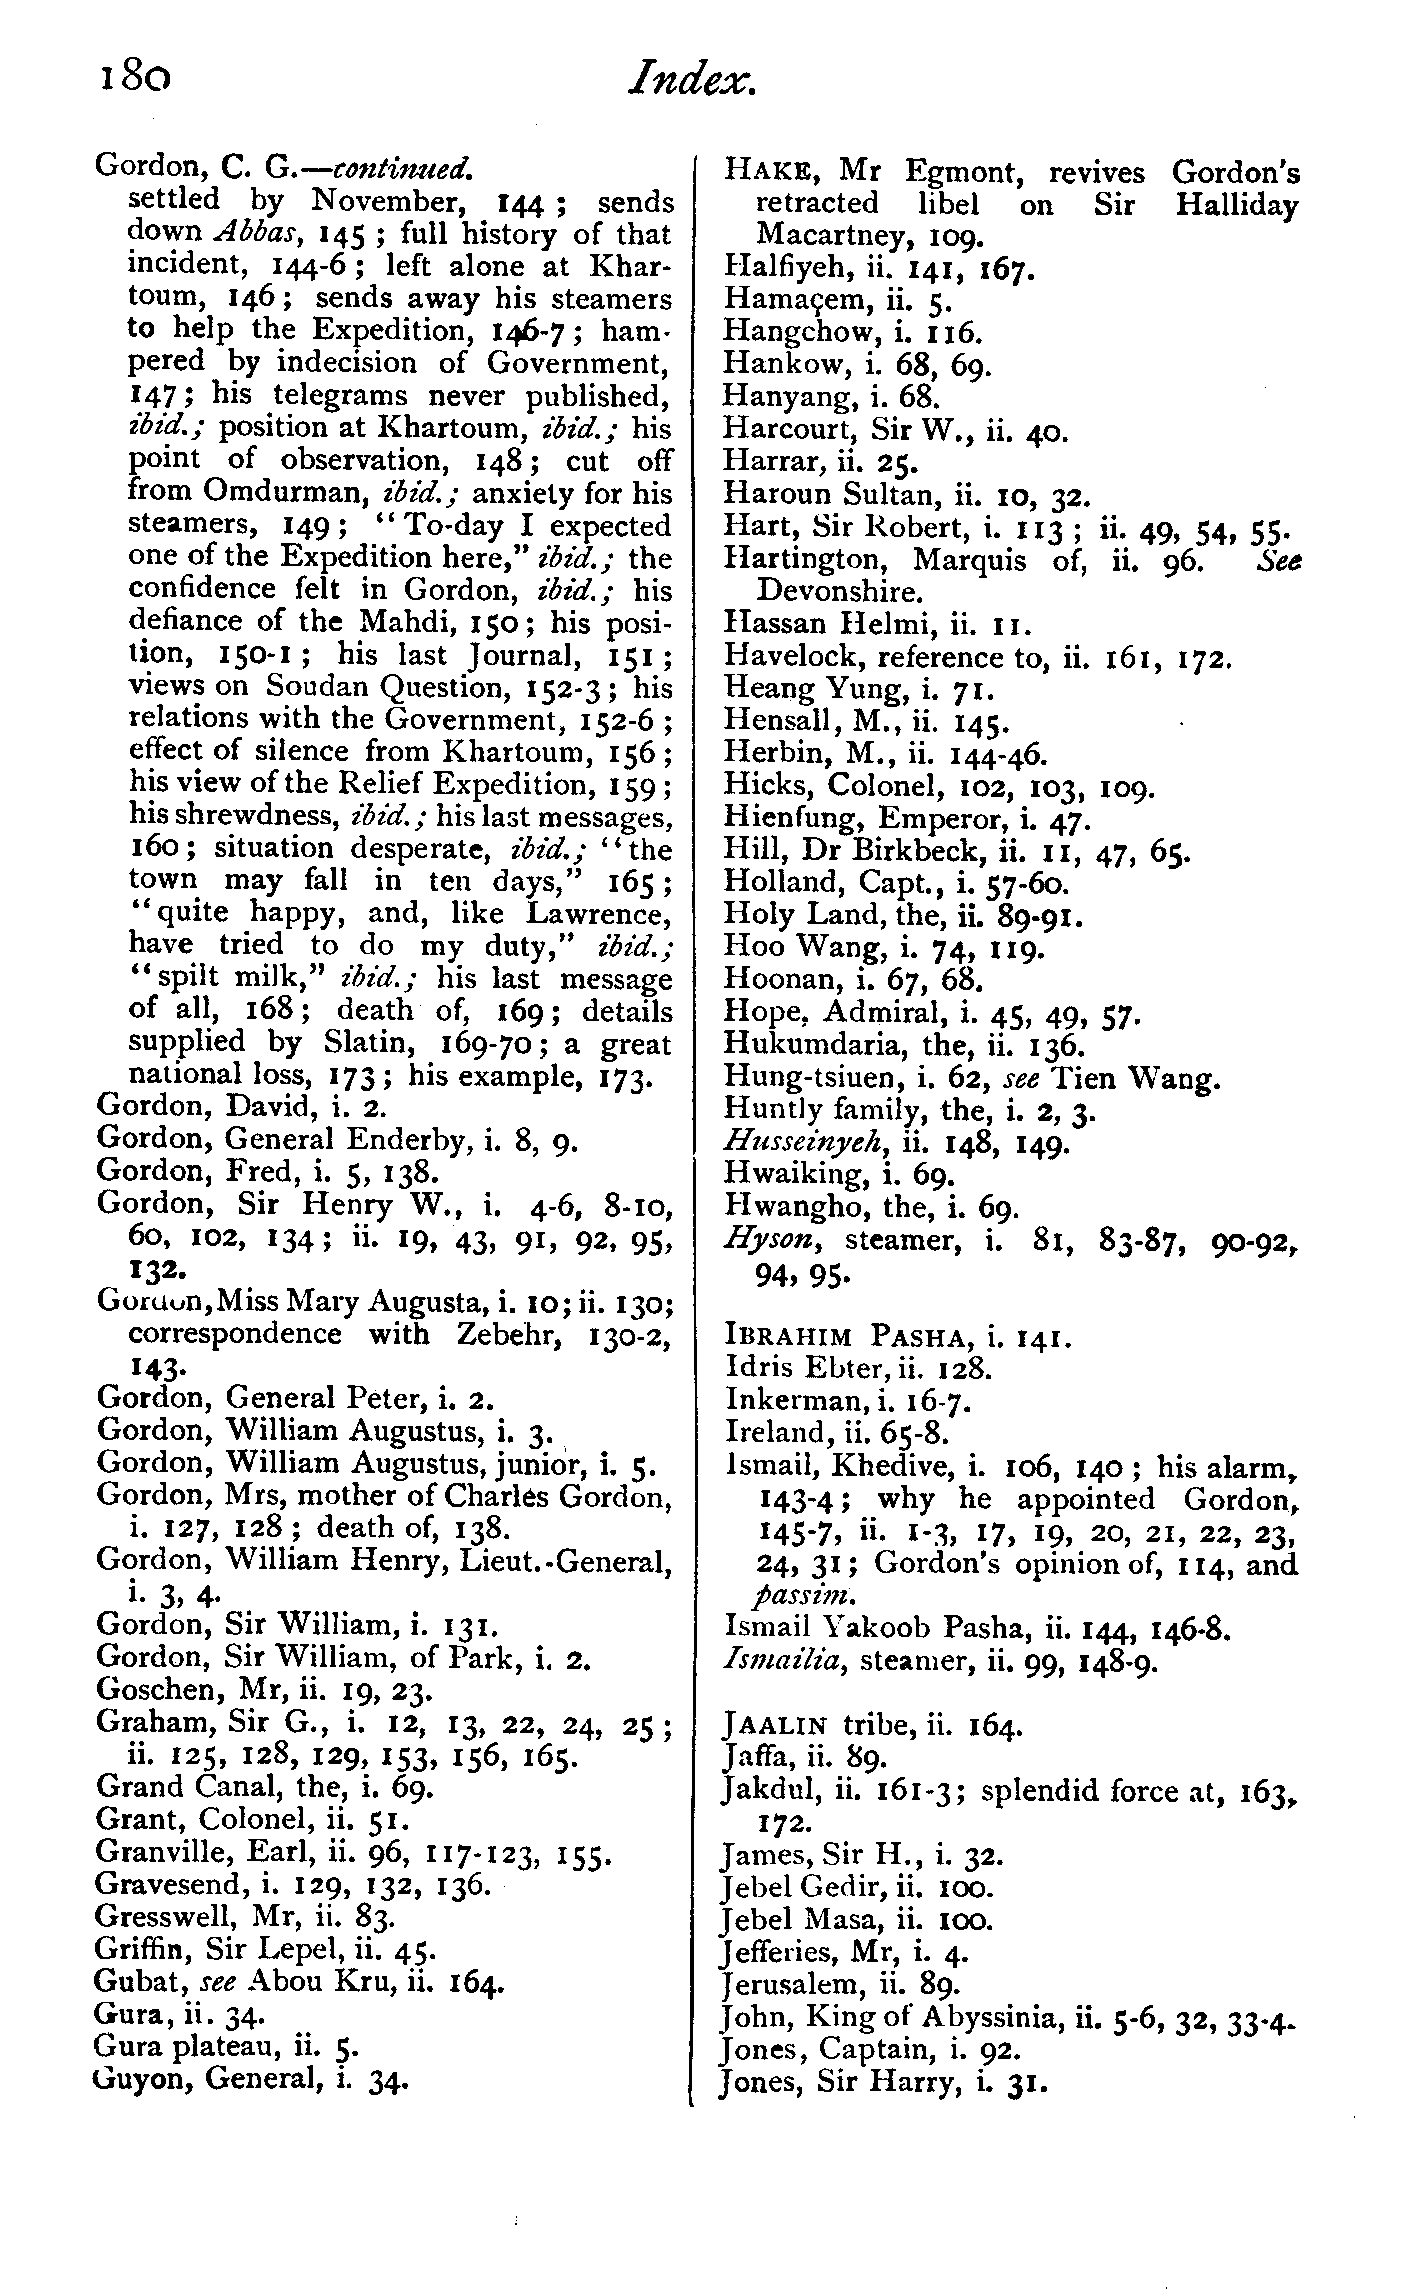 180
Index.
Gordon, C. G.—continued.
settled by November, 144 ; sends
down Abbas, 145 ; full history of that
incident, 144-6 ; left alone at Khar-
toum, 146 ; sends away his steamers
to help the Expedition, 146-7 ; ham-
pered by indecision of Government,
147 ; his telegrams never published,
ibid. ; position at Khartoum, ibid. ; his
point of observation, 148 ; cut off
from Omdurman, ibid. ; anxiety for his
steamers, 149 ; "To-day I expected
one of the Expedition here," ibid. ; the
confidence felt in Gordon, ibid. ; his
defiance of the Mahdi, 150 ; his posi-
tion, 150-1 ; his last Journal, 151 ;
views on Soudan Question, 152-3 ; his
relations with the Government, 152-6 ;
effect of silence from Khartoum, 156 ;
his view of the Relief Expedition, 159 ;
his shrewdness, ibid. ; his last messages,
160 ; situation desperate, ibid. ; "the
town may fall in ten days," 165 ;
"quite happy, and, like Lawrence,
have tried to do my duty," ibid. ;
"spilt milk," ibid. ; his last message
of all, 168 ; death of, 169 ; details
supplied by Slatin, 169-70 ; a great
national loss, 173 ; his example, 173.
Gordon, David, i. 2.
Gordon, General Enderby, i. 8, 9.
Gordon, Fred, i. 5, 138.
Gordon, Sir Henry W., i. 4-6, 8-10,
60, 102, 134 ; ii. 19, 43, 91, 92, 95,
132.
Gordon, Miss Mary Augusta, i. 10 ; ii. 130;
correspondence with Zebehr, 130-2,
143.
Gordon, General Peter, i. 2.
Gordon, William Augustus, i. 3.
Gordon, William Augustus, junior, i. 5.
Gordon, Mrs, mother of Charles Gordon,
i. 127, 128 ; death of, 138.
Gordon, William Henry, Lieut.-General,
i. 3, 4.
Gordon, Sir William, i. 131.
Gordon, Sir William, of Park, i. 2.
Goschen, Mr, ii. 19, 23.
Graham, Sir G., i. 12, 13, 22, 24, 25 ;
ii. 125, 128, 129, 153, 156, 165.
Grand Canal, the, i. 69.
Grant, Colonel, ii. 51.
Granville, Earl, ii. 96, 117-123, 155.
Gravesend, i. 129, 132, 136.
Gresswell, Mr, ii. 83.
Griffin, Sir Lepel, ii. 45.
Gubat, see Abou Kru, ii. 164.
Gura, ii. 34.
Gura plateau, ii. 5.
Guyon, General, i. 34.
HAKE, Mr Egmont, revives Gordon's
retracted libel on Sir Halliday
Macartney, 109.
Halfiyeh, ii. 141, 167.
Hamaçem, ii. 5.
Hangchow, i. 116.
Hankow, i. 68, 69.
Hanyang, i. 68.
Harcourt, Sir W., ii. 40.
Harrar, ii. 25.
Haroun Sultan, ii. 10, 32.
Hart, Sir Robert, i. 113 ; ii. 49, 54, 55.
Hartington, Marquis of, ii. 96. See
Devonshire.
Hassan Helmi, ii. 11.
Havelock, reference to, ii. 161, 172.
Heang Yung, i. 71.
Hensall, M., ii. 145.
Herbin, M., ii. 144-46.
Hicks, Colonel, 102, 103, 109.
Hienfung, Emperor, i. 47.
Hill, Dr Birkbeck, ii. 11, 47, 65.
Holland, Capt., i. 57-60.
Holy Land, the, ii. 89-91.
Hoo Wang, i. 74, 119.
Hoonan, i. 67, 68.
Hope, Admiral, i. 45, 49, 57.
Hukumdaria, the, ii. 136.
Hung-tsiuen, i. 62, see Tien Wang.
Huntly family, the, i. 2, 3.
Husseinyeh, ii. 148, 149.
Hwaiking, i. 69.
Hwangho, the, i. 69.
Hyson, steamer, i. 81, 83-87, 90-92,
94, 95.
IBRAHIM PASHA, i. 141.
Idris Ebter, ii. 128.
Inkerman, i. 16-7.
Ireland, ii. 65-8.
Ismail, Khedive, i. 106, 140 ; his alarm,
143-4 ; why he appointed Gordon,
145-7, ii. 1-3, 17, 19, 20, 21, 22, 23,
24, 31 ; Gordon's opinion of, 114, and
passim.
Ismail Yakoob Pasha, ii. 144, 146-8.
Ismailia, steamer, ii. 99, 148-9.
JAALIN tribe, ii. 164.
Jaffa, ii. 89.
Jakdul, ii. 161-3 ; splendid force at, 163,
172.
James, Sir H., i. 32.
Jebel Gedir, ii. 100.
Jebel Masa, ii. 100.
Jefferies, Mr, i. 4.
Jerusalem, ii. 89.
John, King of Abyssinia, ii. 5-6, 32, 33-4.
Jones, Captain, i. 92.
Jones, Sir Harry, i. 31.